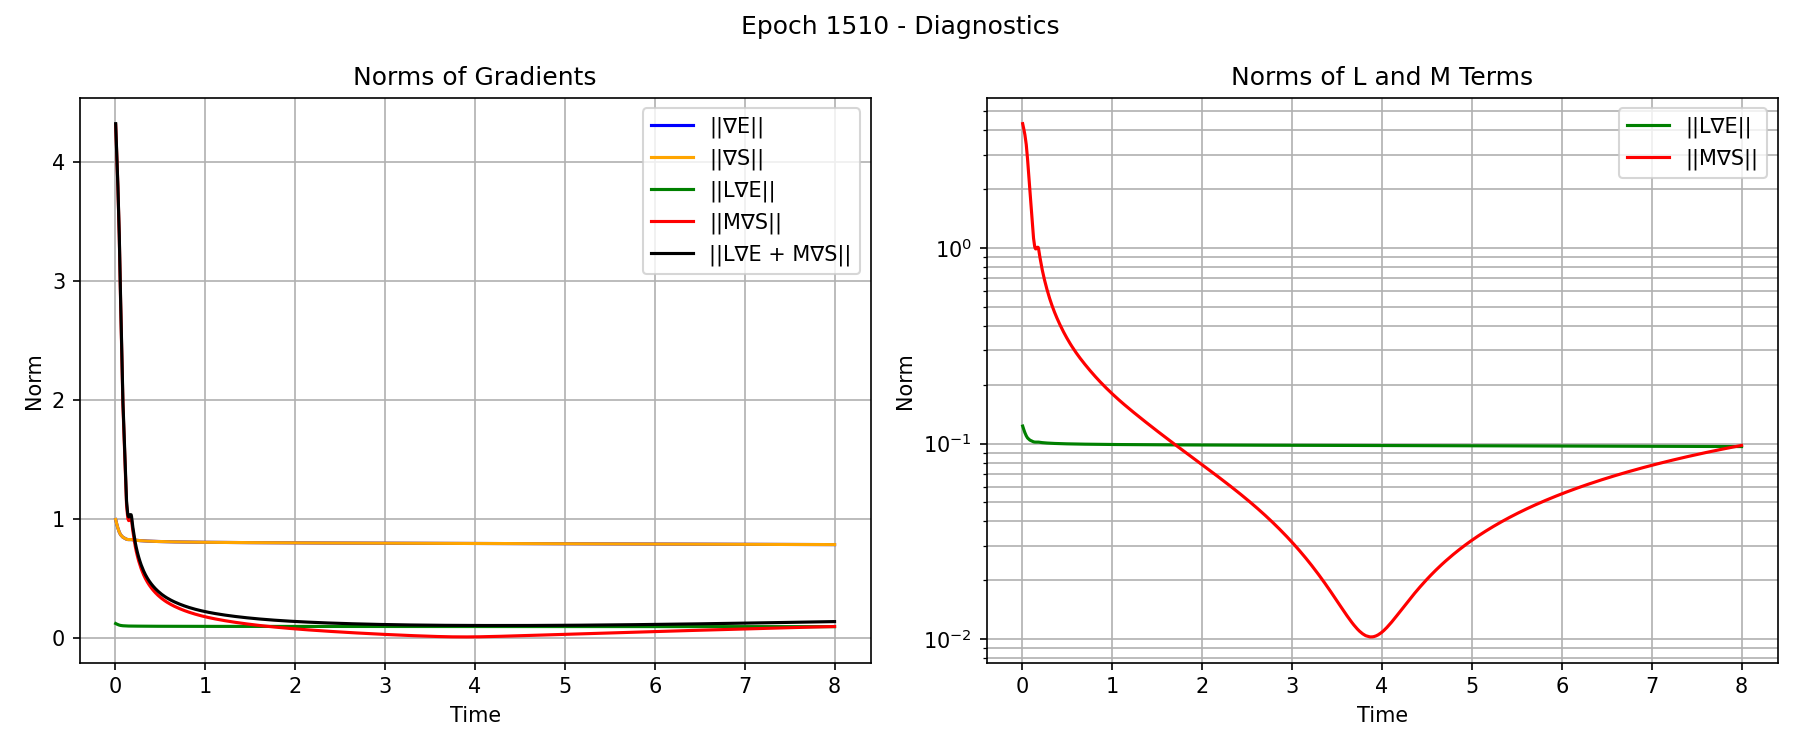 Epoch 1510 - Diagnostics
Norms of Gradients
Norm
4
3
2
1
0
||∇E||
||∇S||
||L∇E||
||M∇S||
||L∇E + M∇S||
0 1 2 3 4 5 6 7 8
Time
Norms of L and M Terms
Norm
10⁰
10⁻¹
10⁻²
||L∇E||
||M∇S||
0 1 2 3 4 5 6 7 8
Time